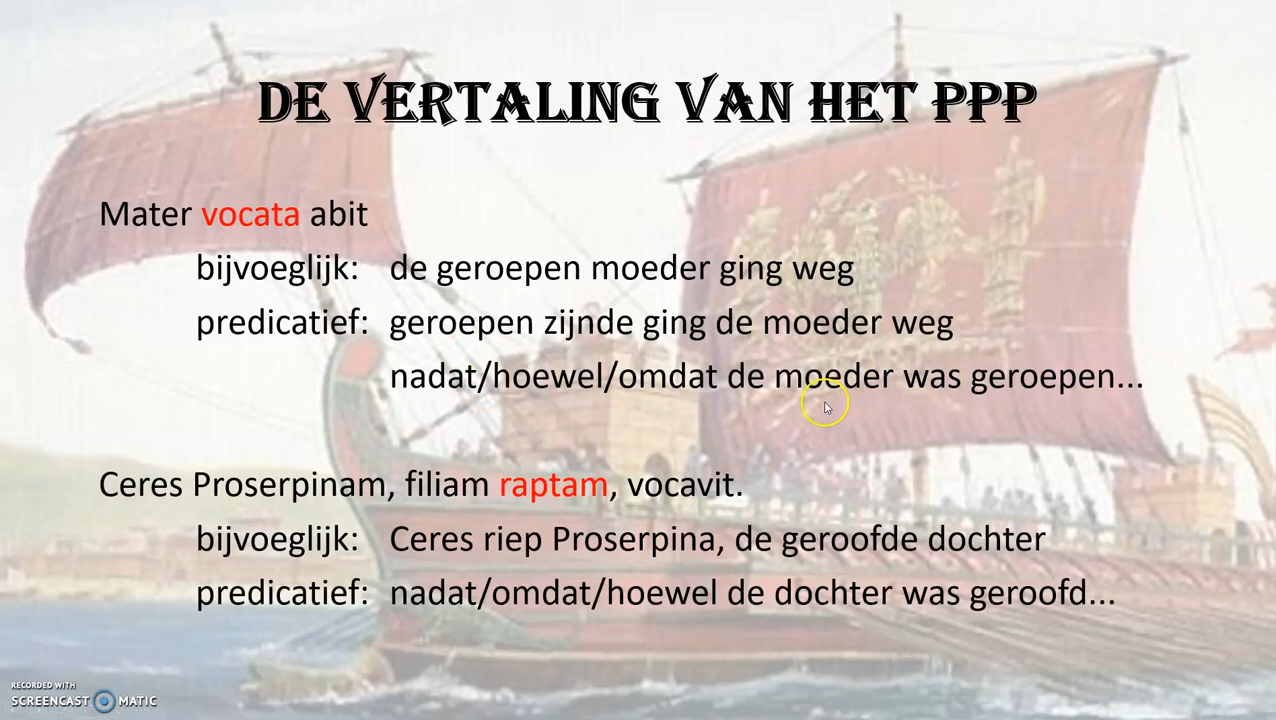 DE VERTALING VAN HET PPP
Mater vocata abit
bijvoeglijk: de geroepen moeder ging weg
predicatief: geroepen zijnde ging de moeder weg
nadat/hoewel/omdat de moeder was geroepen...
Ceres Proserpinam, filiam raptam, vocavit.
bijvoeglijk: Ceres riep Proserpina, de geroofde dochter
predicatief: nadat/omdat/hoewel de dochter was geroofd...
RECORDED WITH
SCREENCAST MATIC